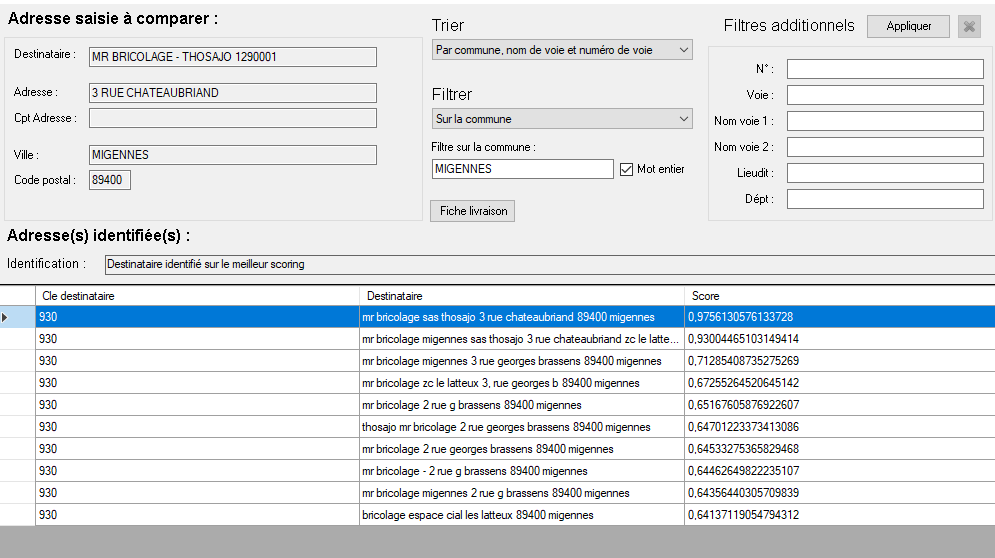 Adresse saisie à comparer :
Destinataire :
MR BRICOLAGE - THOSAJO 1290001
Adresse :
3 RUE CHATEAUBRIAND
Cpt Adresse :
Ville :
MIGENNES
Code postal :
89400
Trier
Par commune, nom de voie et numéro de voie
Filtrer
Sur la commune
Filtre sur la commune :
MIGENNES
Mot entier
Fiche livraison
Filtres additionnels
Appliquer
N° :
Voie :
Nom voie 1 :
Nom voie 2 :
Lieudit :
Dépt :
Adresse(s) identifiée(s) :
Identification :
Destinataire identifié sur le meilleur scoring
Cle destinataire Destinataire Score
930 mr bricolage sas thosajo 3 rue chateaubriand 89400 migennes 0,9756130576133728
930 mr bricolage migennes sas thosajo 3 rue chateaubriand zc le latte... 0,93004465103149414
930 mr bricolage migennes 3 rue georges brassens 89400 migennes 0,71285408735275269
930 mr bricolage zc le latteux 3, rue georges b 89400 migennes 0,67255264520645142
930 mr bricolage 2 rue g brassens 89400 migennes 0,65167605876922607
930 thosajo mr bricolage 2 rue georges brassens 89400 migennes 0,64701223373413086
930 mr bricolage 2 rue georges brassens 89400 migennes 0,64533275365829468
930 mr bricolage - 2 rue g brassens 89400 migennes 0,64462649822235107
930 mr bricolage migennes 2 rue g brassens 89400 migennes 0,64356440305709839
930 bricolage espace cial les latteux 89400 migennes 0,64137119054794312